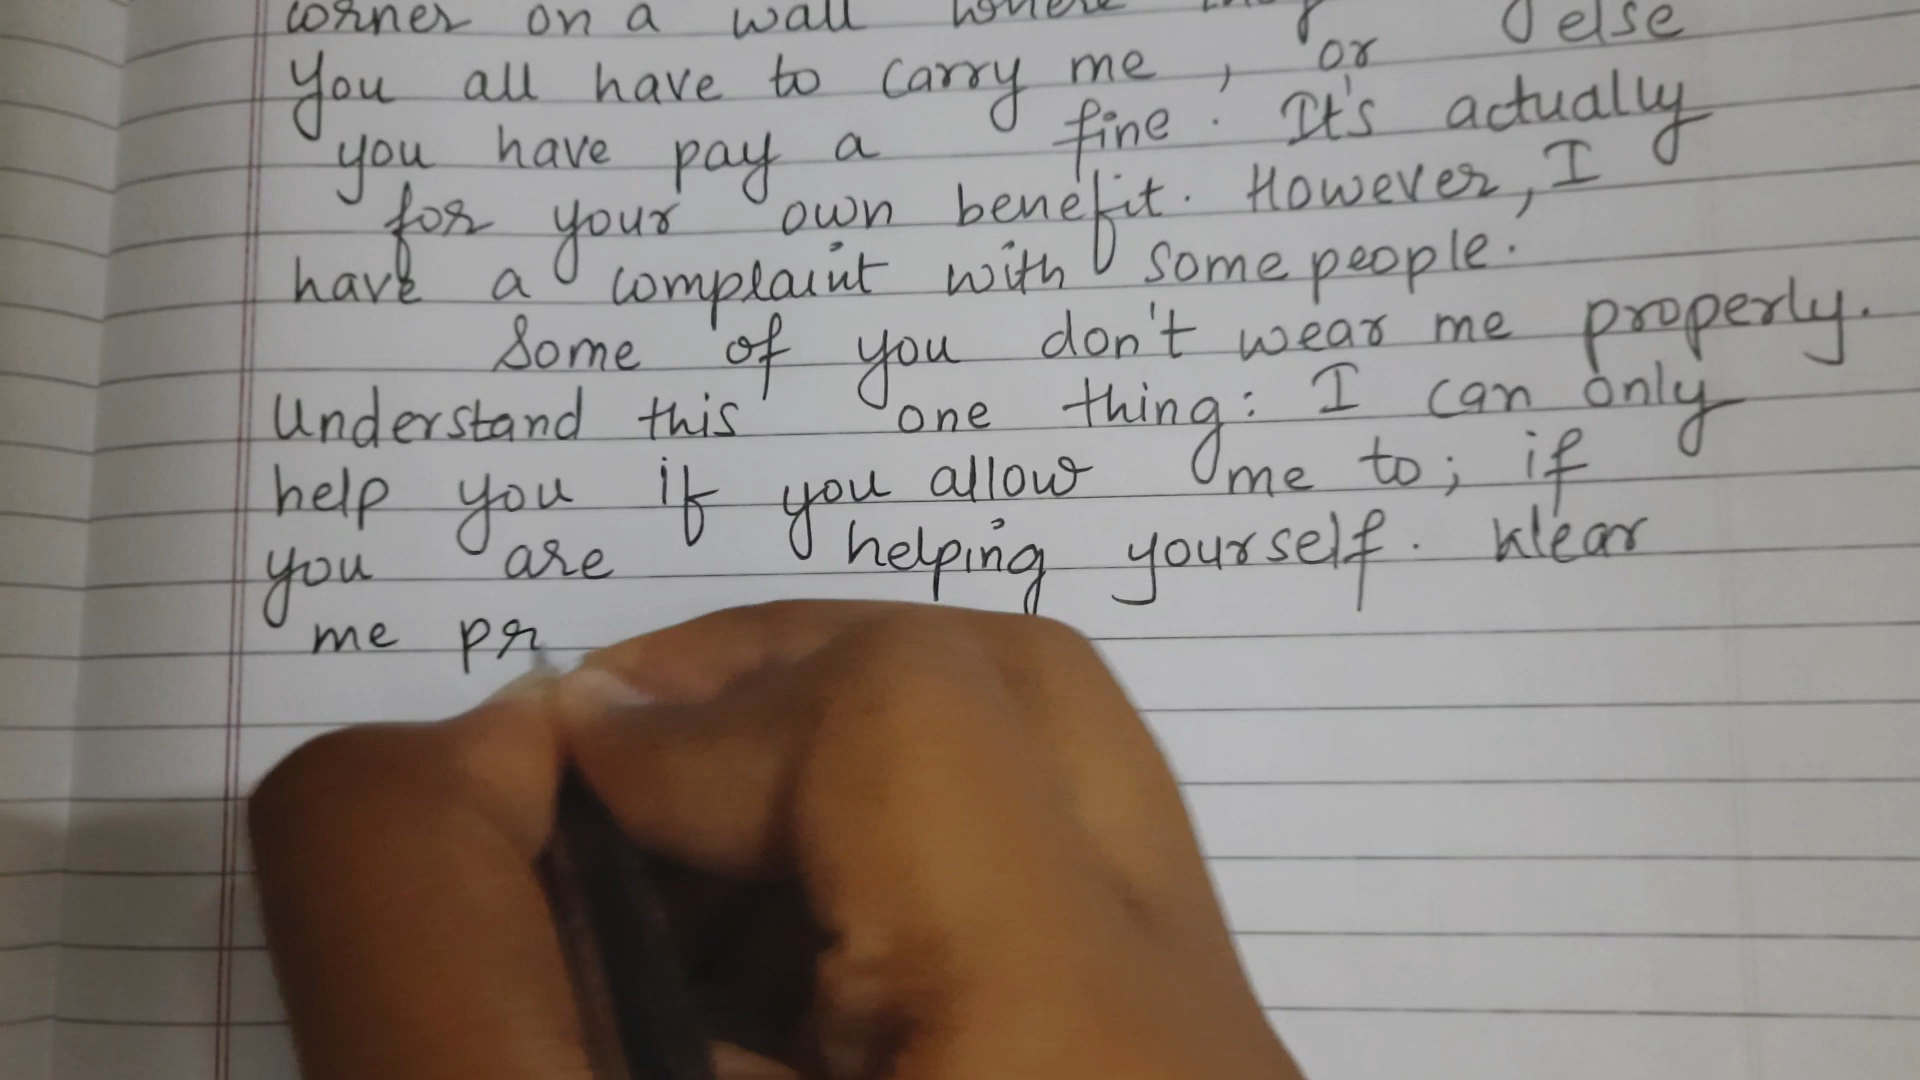 corner on a wall where else
You all have to carry me, or
you have pay a fine. It's actually
for your own benefit. However, I
have a complaint with some people.
Some of you don't wear me properly.
Understand this one thing: I can only
help you if you allow me to; if
you are helping yourself. Wear
me pr